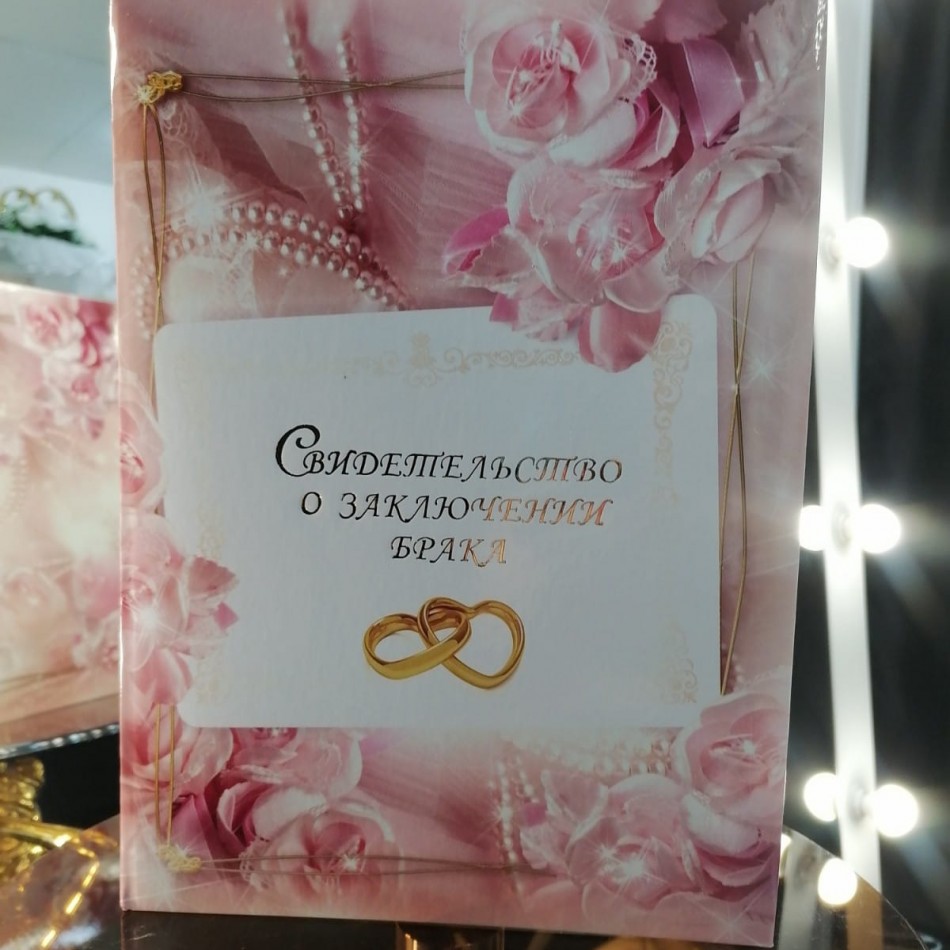 Свидетельство
о заключении
брака